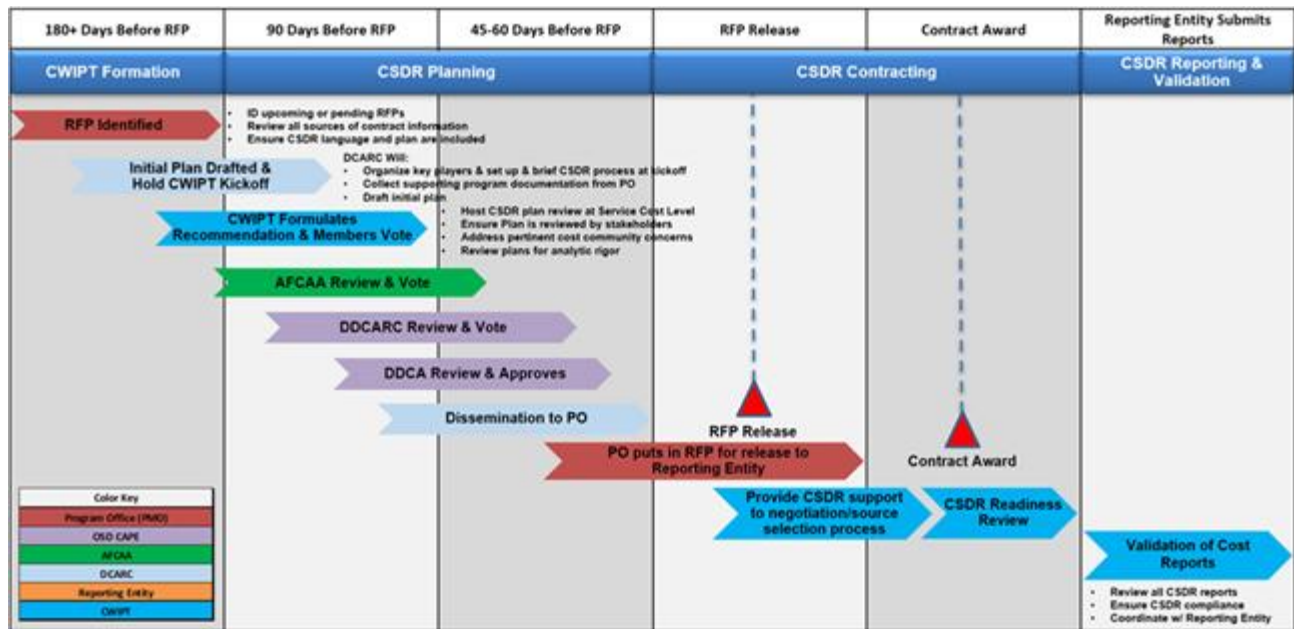 180+ Days Before RFP
90 Days Before RFP
45-60 Days Before RFP
RFP Release
Contract Award
Reporting Entity Submits
Reports
CWIPT Formation
CSDR Planning
CSDR Contracting
CSDR Reporting &
Validation
RFP Identified
• ID upcoming or pending RFPs
• Review all sources of contract information
• Ensure CSDR language and plan are included
Initial Plan Drafted &
Hold CWIPT Kickoff
DCARC Will:
• Organize key players & set up & brief CSDR process at kickoff
• Collect supporting program documentation from PO
• Draft initial plan
CWIPT Formulates
Recommendation & Members Vote
• Host CSDR plan review at Service Cost Level
• Ensure Plan is reviewed by stakeholders
• Address pertinent cost community concerns
• Review plans for analytic rigor
AFCAA Review & Vote
DDCARC Review & Vote
DDCA Review & Approves
Dissemination to PO
RFP Release
PO puts in RFP for release to
Reporting Entity
Contract Award
Provide CSDR support
to negotiation/source
selection process
CSDR Readiness
Review
Validation of Cost
Reports
• Review all CSDR reports
• Ensure CSDR compliance
• Coordinate w/ Reporting Entity
Color Key
Program Office (PMO)
OSD CAPE
AFCAA
DCARC
Reporting Entity
CWIPT